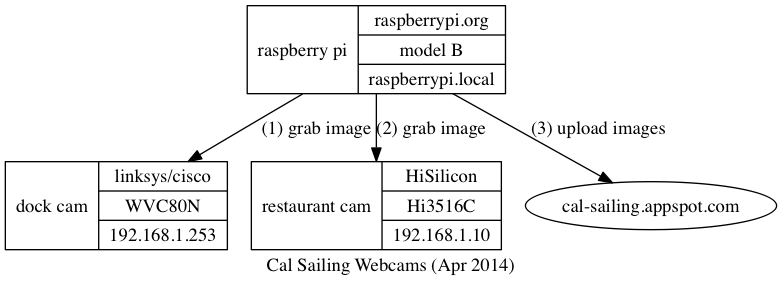 raspberry pi
raspberrypi.org
model B
raspberrypi.local
(1) grab image
(2) grab image
(3) upload images
dock cam
linksys/cisco
WVC80N
192.168.1.253
restaurant cam
HiSilicon
Hi3516C
192.168.1.10
cal-sailing.appspot.com
Cal Sailing Webcams (Apr 2014)